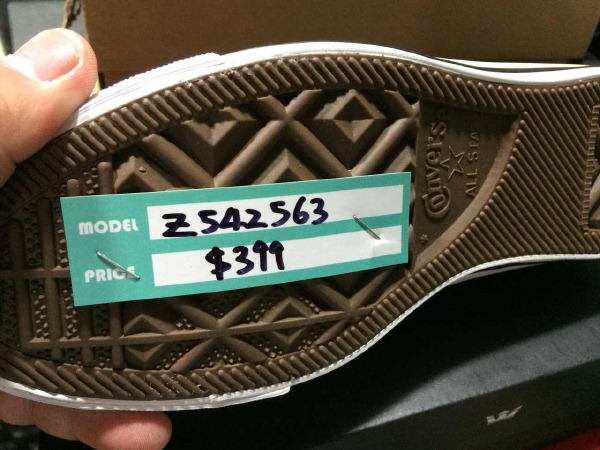 Converse
ALL STAR
MODEL Z542563
PRICE $399